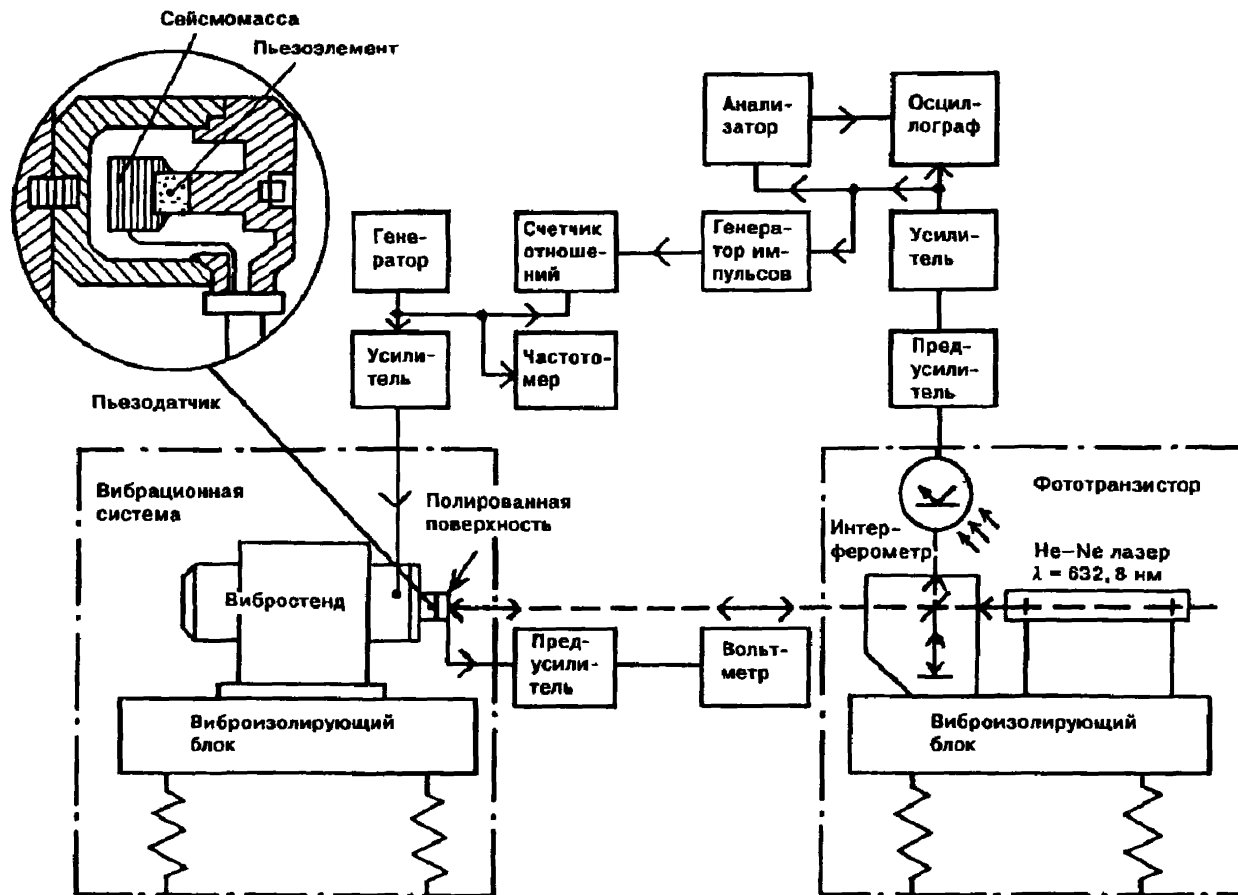 Сейсмомасса
Пьезоэлемент
Анали-
затор
Осцил-
лограф
Гене-
ратор
Счетчик
отноше-
ний
Генера-
тор им-
пульсов
Усили-
тель
Усили-
тель
Частото-
мер
Пред-
усили-
тель
Пьезодатчик
Вибрационная
система
Полированная
поверхность
Фототранзистор
Интер-
ферометр
He–Ne лазер
λ = 632,8 нм
Вибростенд
Пред-
усили-
тель
Вольт-
метр
Виброизолирующий
блок
Виброизолирующий
блок